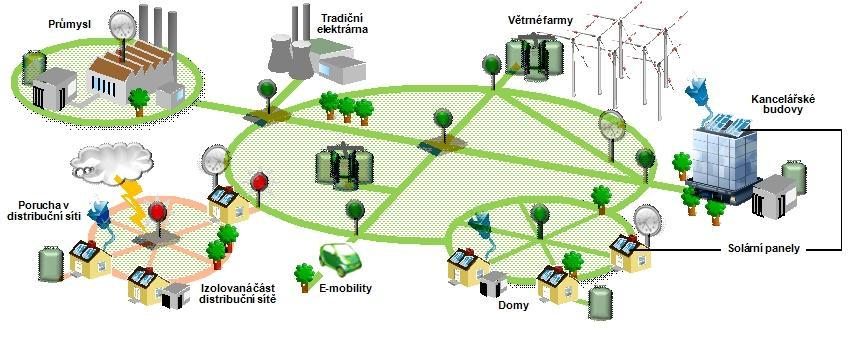 Průmysl
Tradiční
elektrárna
Větrné farmy
Kancelářské
budovy
Porucha v
distribuční síti
Izolovaná část
distribuční sítě
E-mobility
Domy
Solární panely